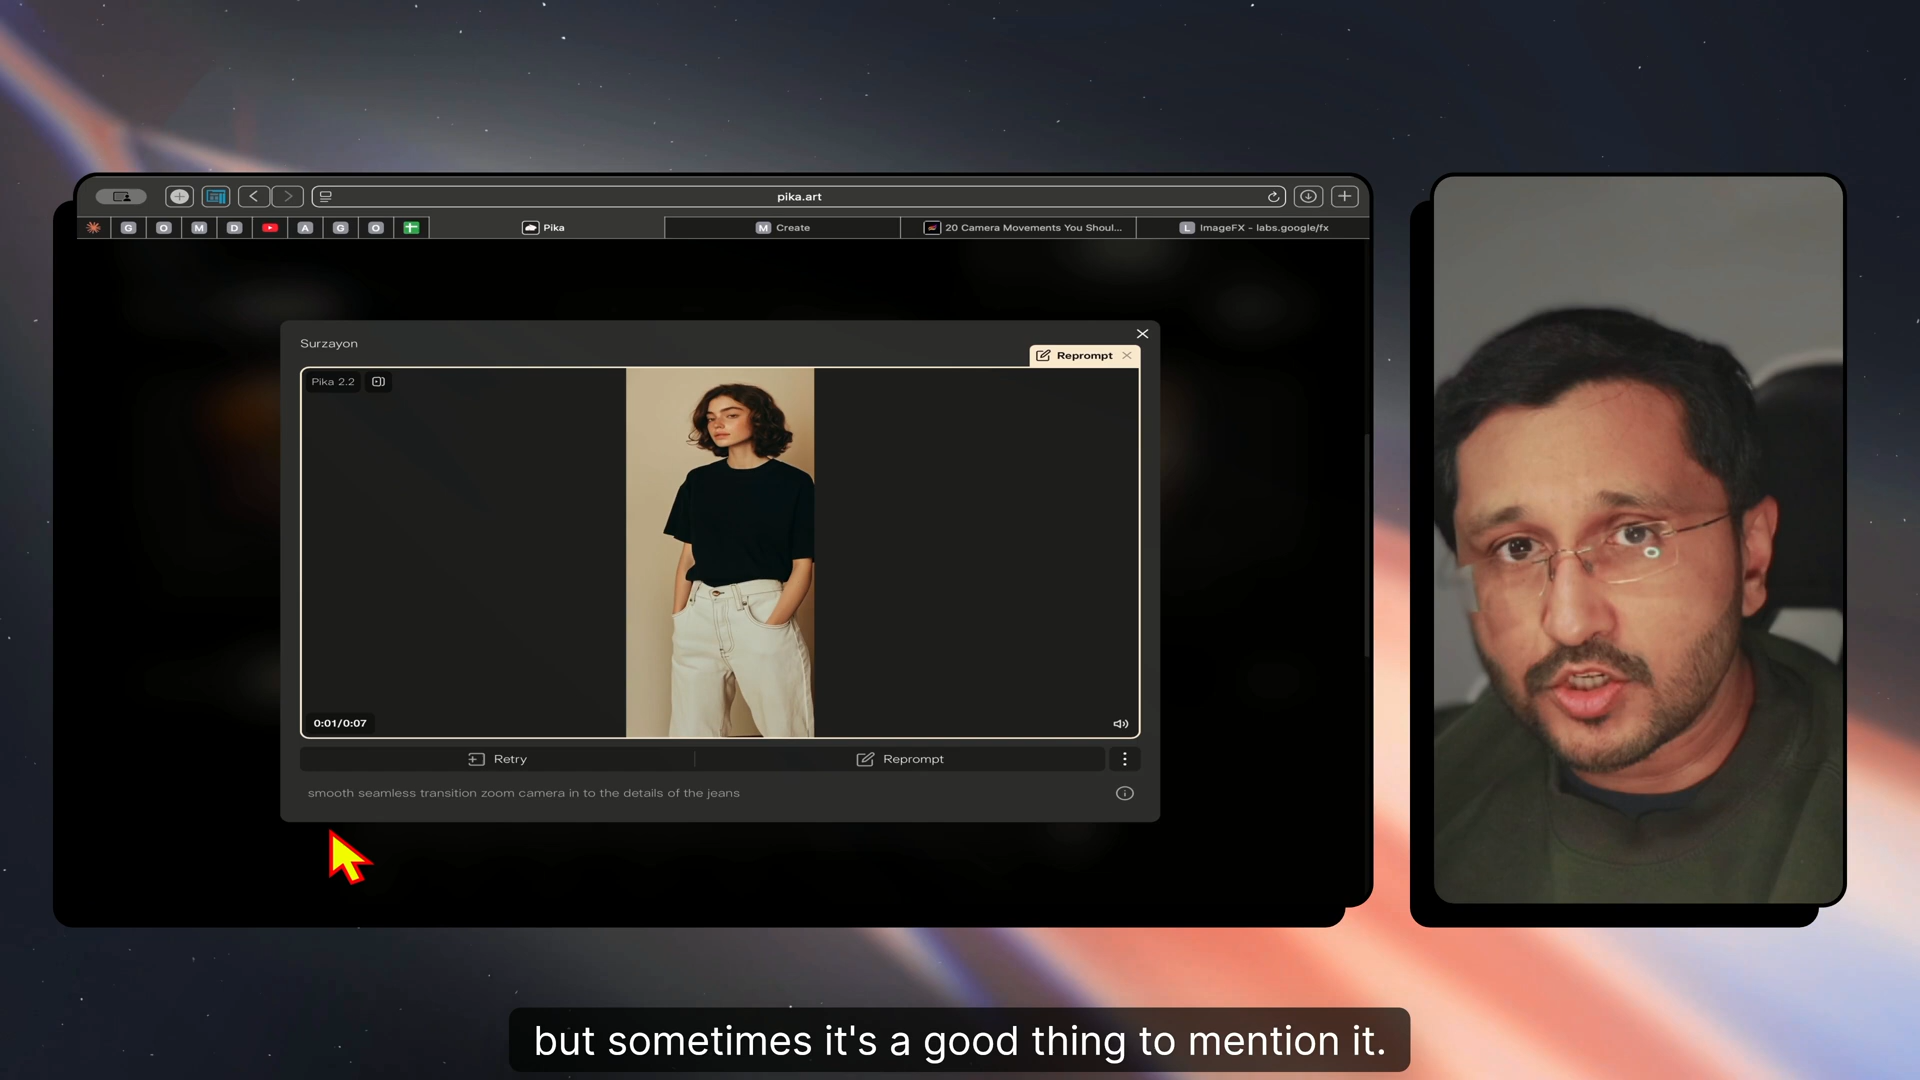 pika.art
G
O
M
D
A
G
O
Pika
M Create
20 Camera Movements You Shoul...
L ImageFX - labs.google/fx
Surzayon
Reprompt
Pika 2.2
0:01/0:07
Retry
Reprompt
smooth seamless transition zoom camera in to the details of the jeans
but sometimes it's a good thing to mention it.